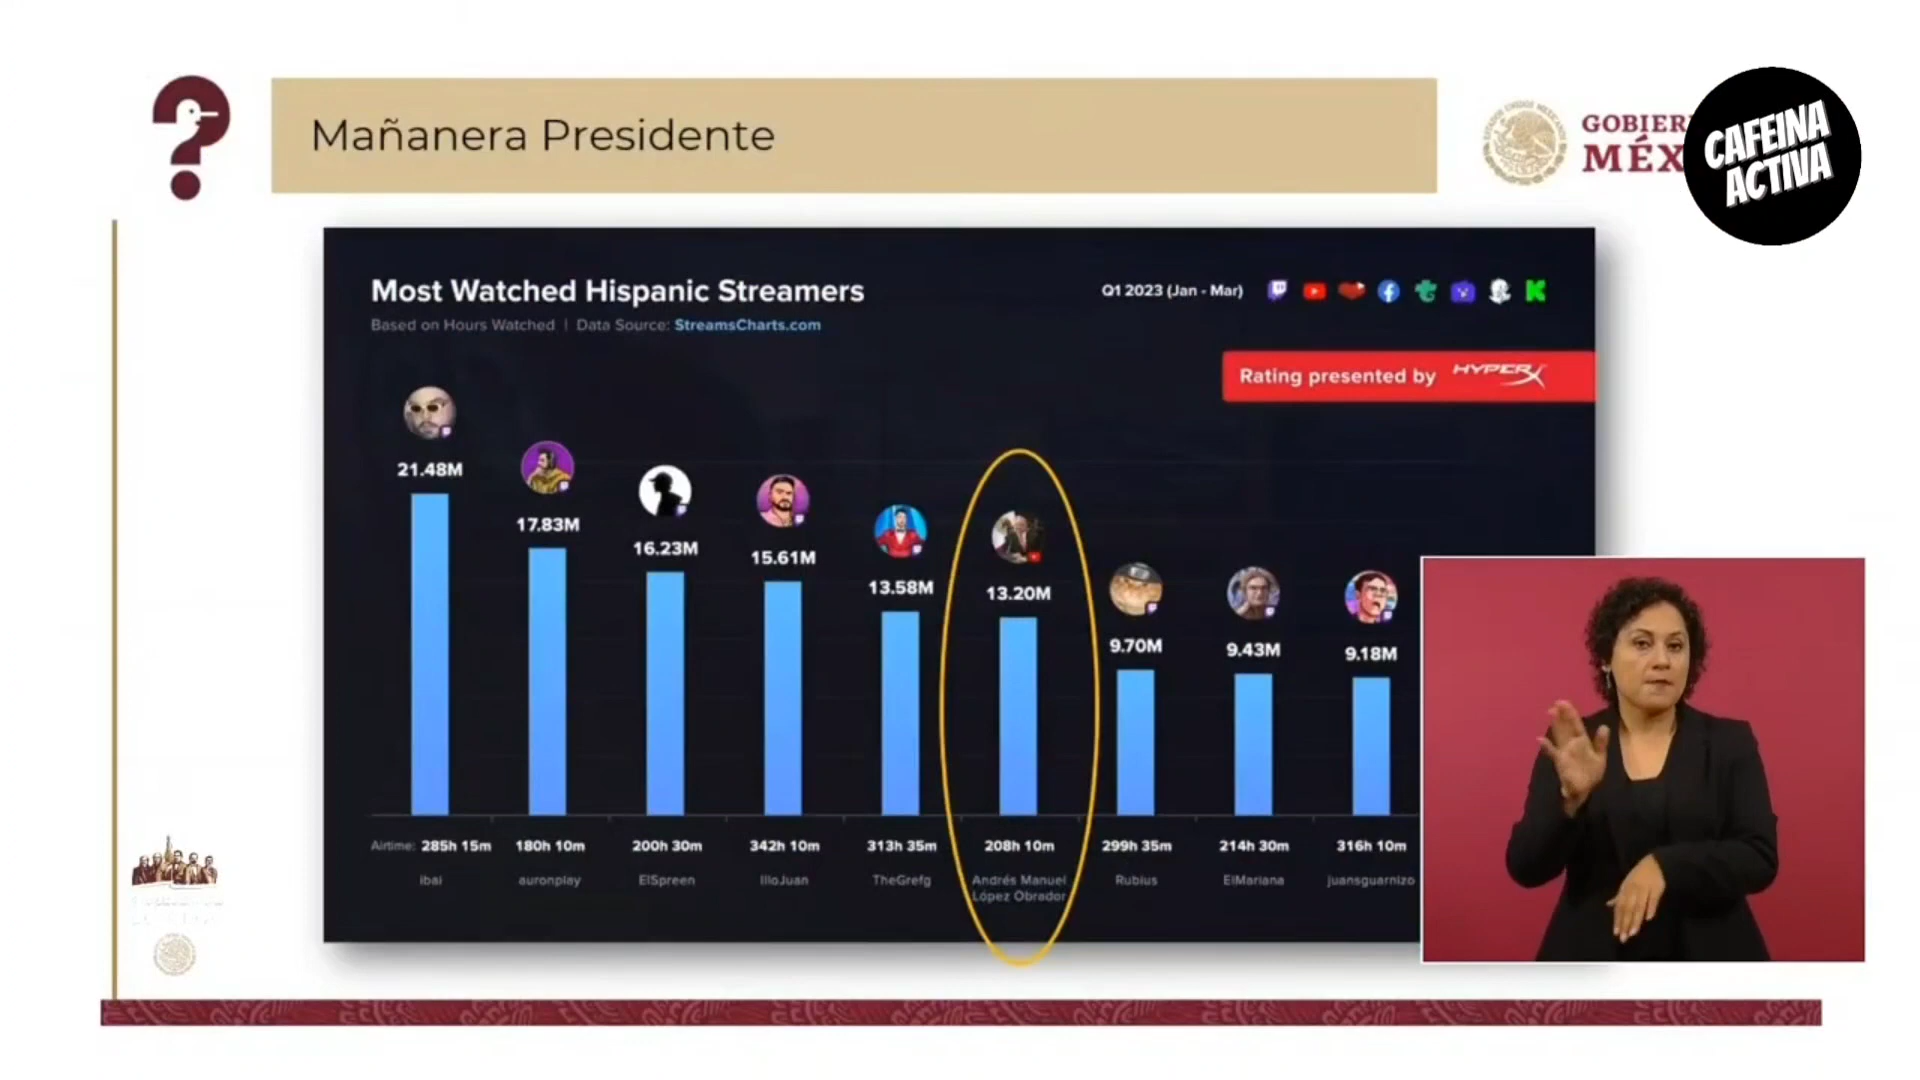 Mañanera Presidente
GOBIER
MÉX
CAFEINA
ACTIVA
Most Watched Hispanic Streamers
Q1 2023 (Jan - Mar)
Based on Hours Watched | Data Source: StreamsCharts.com
Rating presented by HYPERX
21.48M
17.83M
16.23M
15.61M
13.58M
13.20M
9.70M
9.43M
9.18M
Airtime: 285h 15m 180h 10m 200h 30m 342h 10m 313h 35m 208h 10m 299h 35m 214h 30m 316h 10m
ibai auronplay ElSpreen IlloJuan TheGrefg Andrés Manuel Rubius ElMariana juansguarnizo
López Obrador